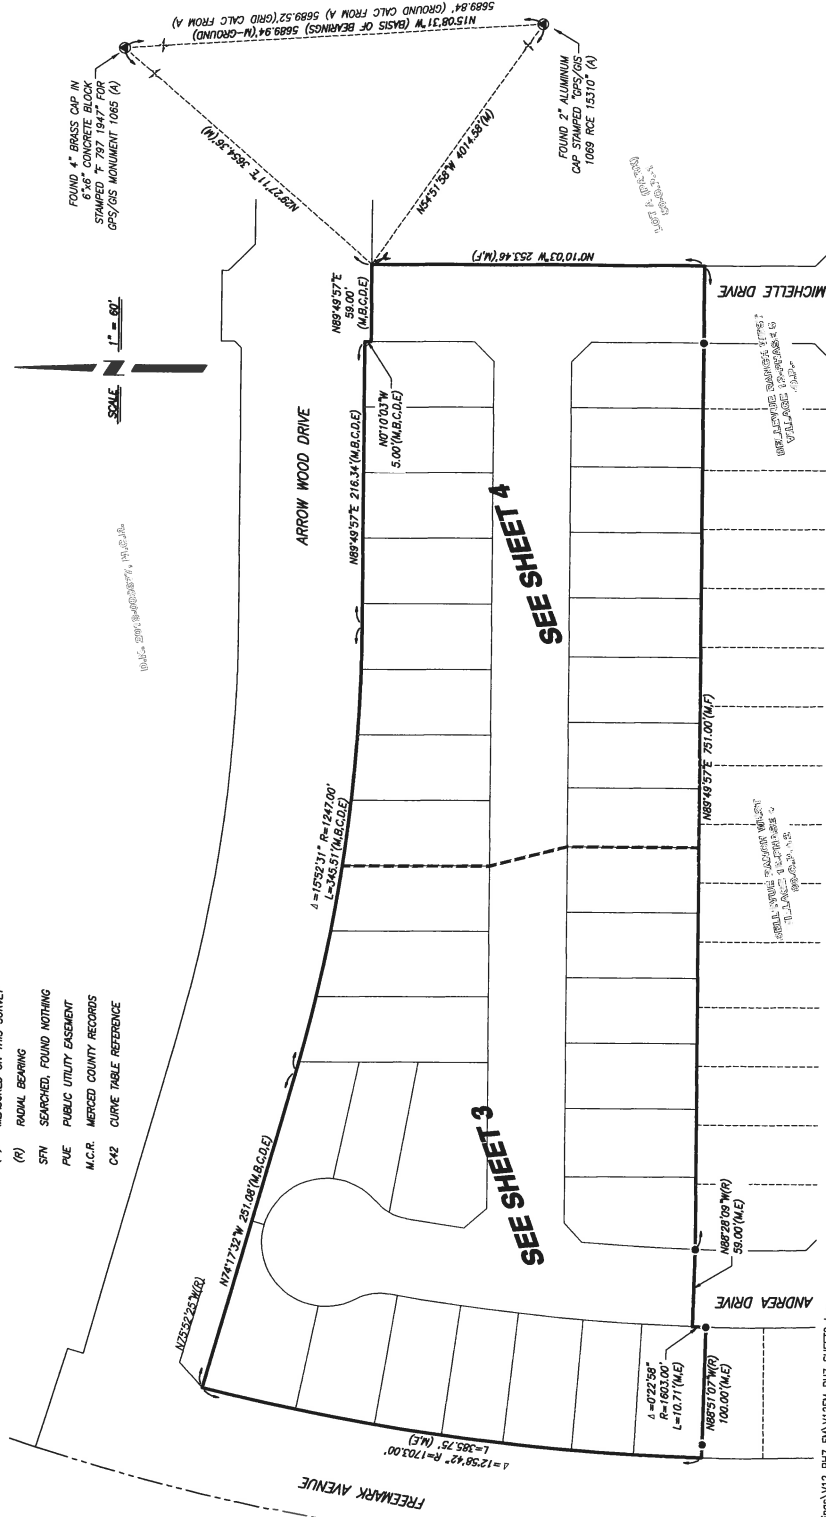 FOUND 4" BRASS CAP IN
6"x6" CONCRETE BLOCK
STAMPED "F 797 1947" FOR
GPS/GIS MONUMENT 1065 (A)
N15°08'31"W (BASIS OF BEARINGS) 5689.94'(M-GROUND)
5689.84' (GROUND CALC FROM A) 5689.52'(GRID CALC FROM A)
FOUND 2" ALUMINUM
CAP STAMPED "GPS/GIS
1069 RCE 15310" (A)
N29°27'11"E 3654.36'(M)
N54°51'58"W 4014.58'(M)
SCALE 1" = 60'
N89°49'57"E
59.00'
(M,B,C,D,E)
N0°10'03"W 253.46'(M,F)
MICHELLE DRIVE
ARROW WOOD DRIVE
N89°49'57"E 216.34'(M,B,C,D,E)
N0°10'03"W
5.00'(M,B,C,D,E)
BELLEVUE RANCH WEST
SEE SHEET 4
Δ=15°52'31" R=1247.00'
L=345.51'(M,B,C,D,E)
N89°49'57"E 751.00'(M,F)
BELLEVUE RANCH WEST
(R) RADIAL BEARING
SFN SEARCHED, FOUND NOTHING
PUE PUBLIC UTILITY EASEMENT
M.C.R. MERCED COUNTY RECORDS
C42 CURVE TABLE REFERENCE
N74°17'32"W 251.08'(M,B,C,D,E)
SEE SHEET 3
N75°52'25"W(R)
N88°28'09"W(R)
59.00'(M,E)
ANDREA DRIVE
Δ=0°22'58"
R=1603.00'
L=10.71'(M,E)
N88°51'07"W(R)
100.00'(M,E)
Δ=12°58'42" R=1703.00'
L=385.75' (M,E)
FREEMARK AVENUE